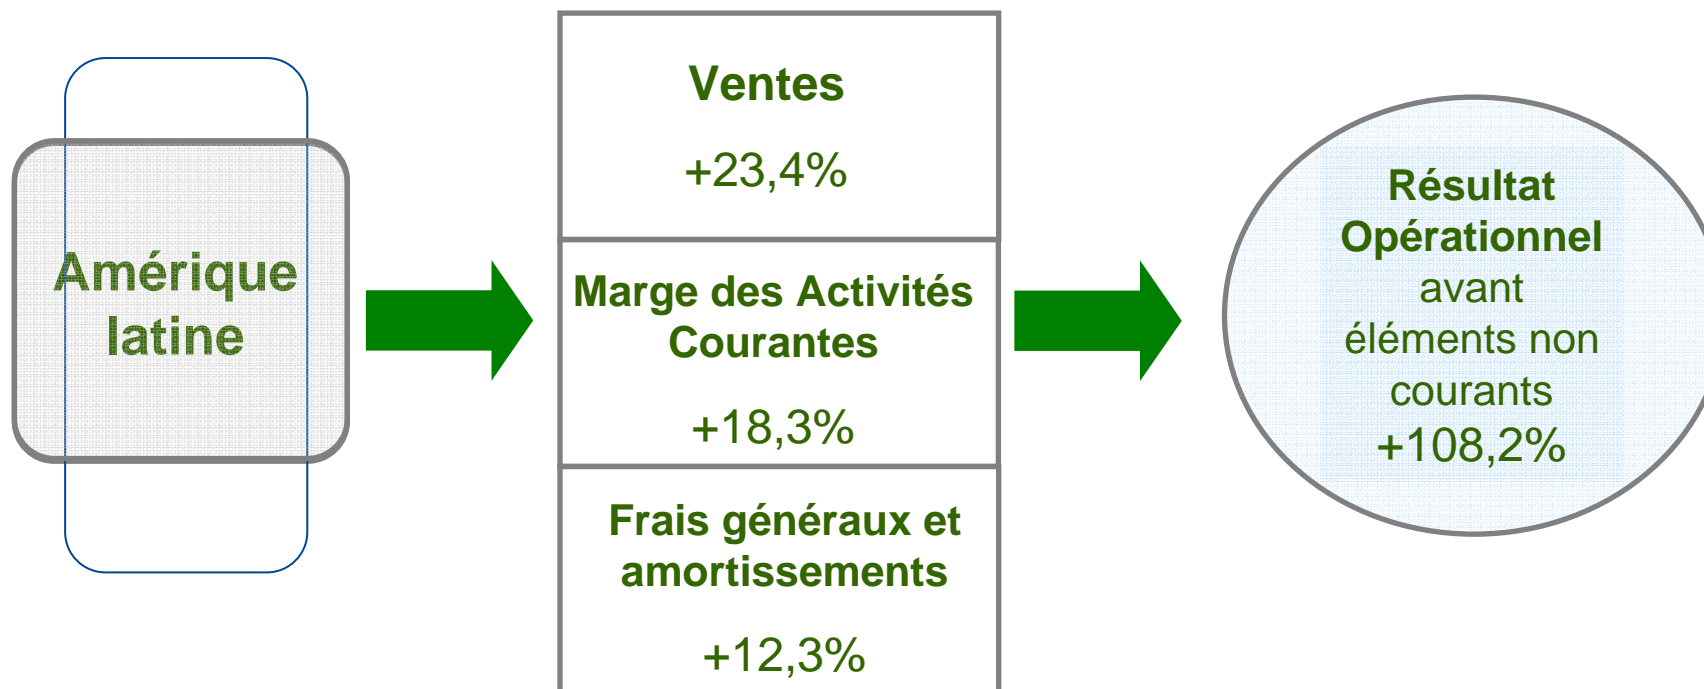 Amérique
latine
Ventes
+23,4%
Marge des Activités
Courantes
+18,3%
Frais généraux et
amortissements
+12,3%
Résultat
Opérationnel
avant
éléments non
courants
+108,2%